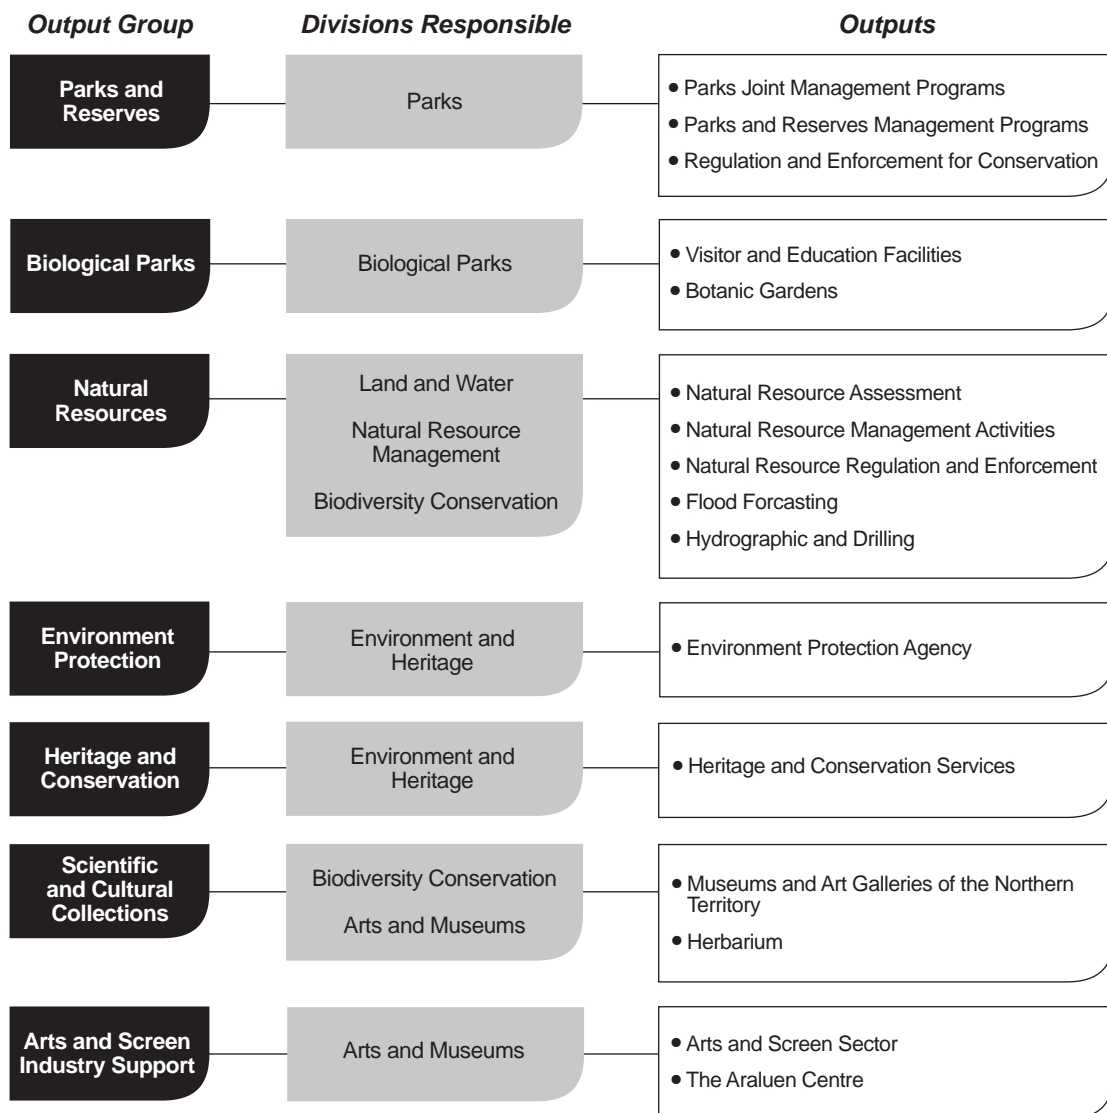 Output Group
Divisions Responsible
Outputs
Parks and
Reserves
Parks
• Parks Joint Management Programs
• Parks and Reserves Management Programs
• Regulation and Enforcement for Conservation
Biological Parks
Biological Parks
• Visitor and Education Facilities
• Botanic Gardens
Natural
Resources
Land and Water
Natural Resource
Management
Biodiversity Conservation
• Natural Resource Assessment
• Natural Resource Management Activities
• Natural Resource Regulation and Enforcement
• Flood Forcasting
• Hydrographic and Drilling
Environment
Protection
Environment and
Heritage
• Environment Protection Agency
Heritage and
Conservation
Environment and
Heritage
• Heritage and Conservation Services
Scientific
and Cultural
Collections
Biodiversity Conservation
Arts and Museums
• Museums and Art Galleries of the Northern
Territory
• Herbarium
Arts and Screen
Industry Support
Arts and Museums
• Arts and Screen Sector
• The Araluen Centre